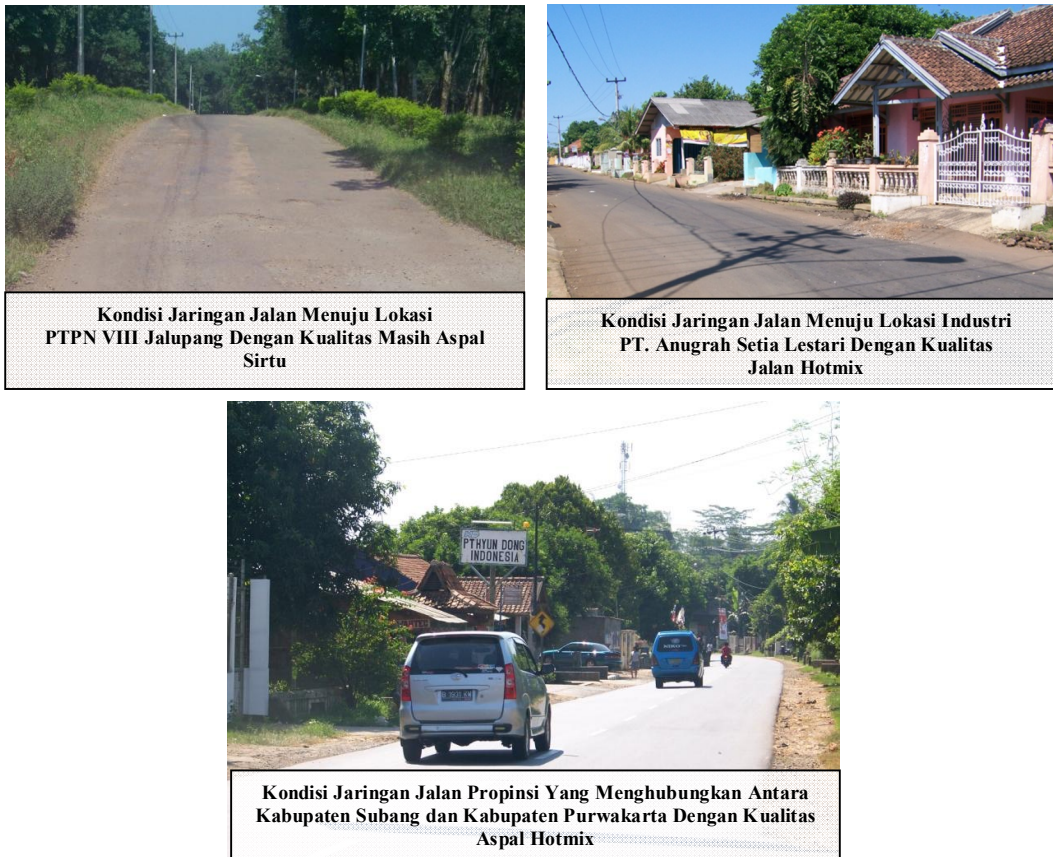 Kondisi Jaringan Jalan Menuju Lokasi
PTPN VIII Jalupang Dengan Kualitas Masih Aspal
Sirtu
Kondisi Jaringan Jalan Menuju Lokasi Industri
PT. Anugrah Setia Lestari Dengan Kualitas
Jalan Hotmix
PT HYUN DONG
INDONESIA
Kondisi Jaringan Jalan Propinsi Yang Menghubungkan Antara
Kabupaten Subang dan Kabupaten Purwakarta Dengan Kualitas
Aspal Hotmix